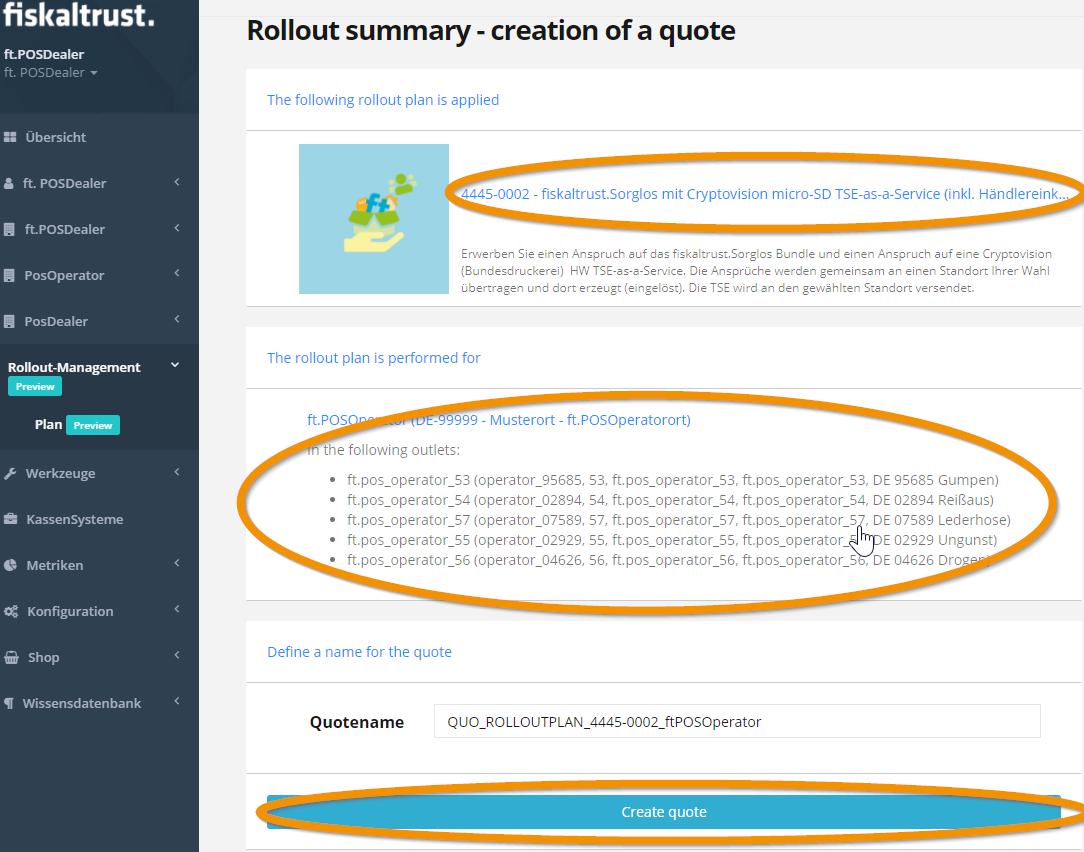 fiskaltrust.
ft.POSDealer
ft. POSDealer
Übersicht
ft. POSDealer
ft.POSDealer
PosOperator
PosDealer
Rollout-Management
Preview
Plan Preview
Werkzeuge
KassenSysteme
Metriken
Konfiguration
Shop
Wissensdatenbank
Rollout summary - creation of a quote
The following rollout plan is applied
ft
4445-0002 - fiskaltrust.Sorglos mit Cryptovision micro-SD TSE-as-a-Service (inkl. Händlereink...
Erwerben Sie einen Anspruch auf das fiskaltrust.Sorglos Bundle und einen Anspruch auf eine Cryptovision
(Bundesdruckerei) HW TSE-as-a-Service. Die Ansprüche werden gemeinsam an einen Standort Ihrer Wahl
übertragen und dort erzeugt (eingelöst). Die TSE wird an den gewählten Standort versendet.
The rollout plan is performed for
ft.POSOperator (DE-99999 - Musterort - ft.POSOperatorort)
In the following outlets:
ft.pos_operator_53 (operator_95685, 53, ft.pos_operator_53, ft.pos_operator_53, DE 95685 Gumpen)
ft.pos_operator_54 (operator_02894, 54, ft.pos_operator_54, ft.pos_operator_54, DE 02894 Reißaus)
ft.pos_operator_57 (operator_07589, 57, ft.pos_operator_57, ft.pos_operator_57, DE 07589 Lederhose)
ft.pos_operator_55 (operator_02929, 55, ft.pos_operator_55, ft.pos_operator_55, DE 02929 Ungunst)
ft.pos_operator_56 (operator_04626, 56, ft.pos_operator_56, ft.pos_operator_56, DE 04626 Drogen)
Define a name for the quote
Quotename QUO_ROLLOUTPLAN_4445-0002_ftPOSOperator
Create quote